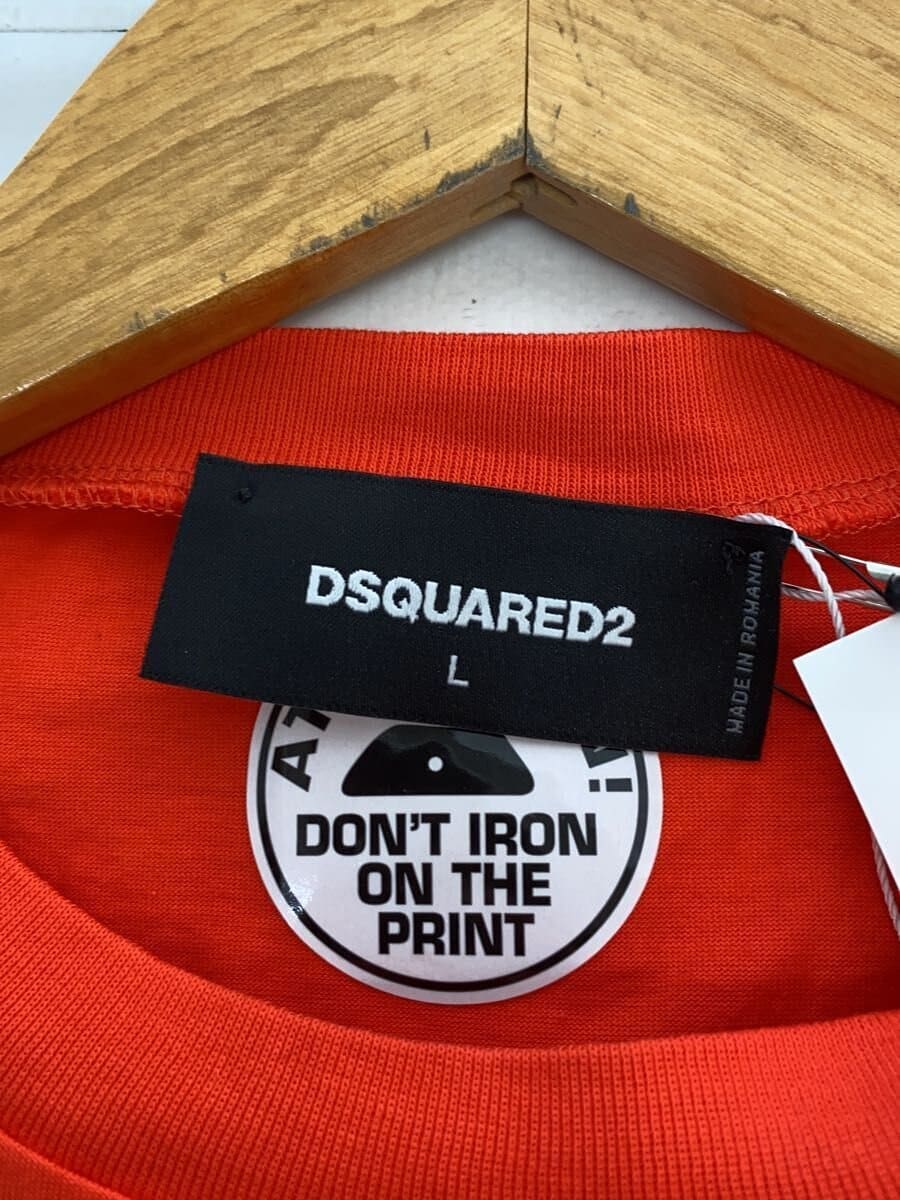 DSQUARED2
L
MADE IN ROMANIA
DON'T IRON
ON THE
PRINT